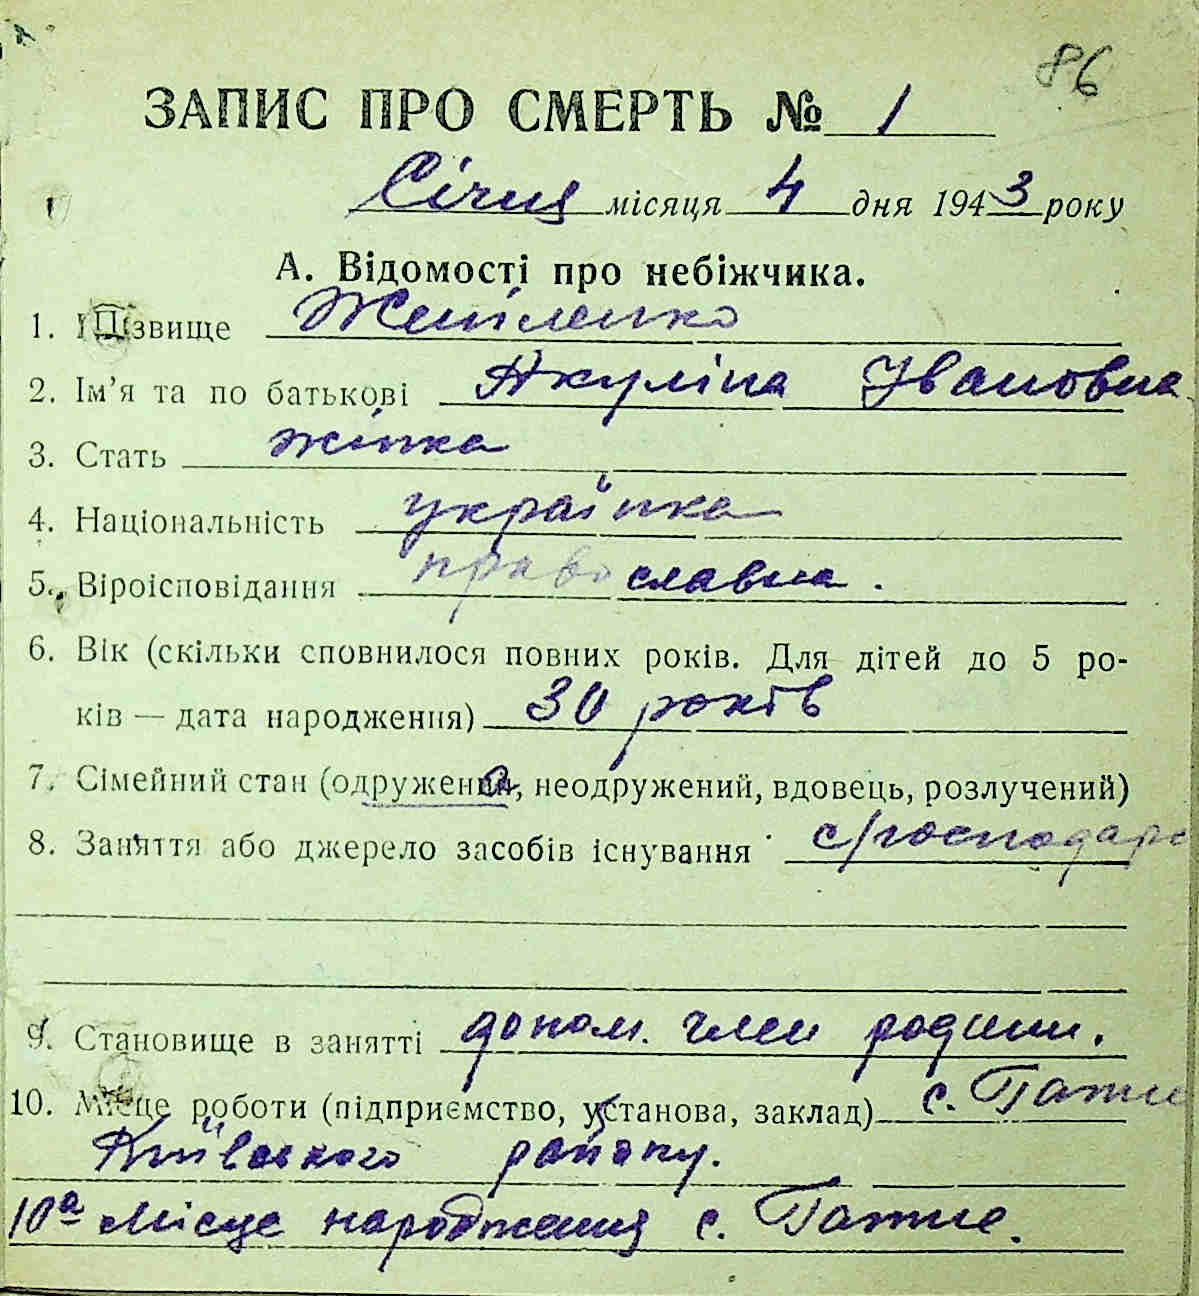 86
ЗАПИС ПРО СМЕРТЬ № 1
Січня місяця 4 дня 1943 року
А. Відомості про небіжчика.
1. Прізвище
2. Ім'я та по батькові Акуліна Івановна
3. Стать жінка
4. Національність українка
5. Віроісповідання православна.
6. Вік (скільки сповнилося повних років. Для дітей до 5 ро-
ків — дата народження) 30 років
7. Сімейний стан (одружена, неодружений, вдовець, розлучений)
8. Заняття або джерело засобів існування с/господарс
9. Становище в занятті допом. член родини.
10. Місце роботи (підприємство, установа, заклад) с. Гатне
Київського району.
10а Місце народження с. Гатне.